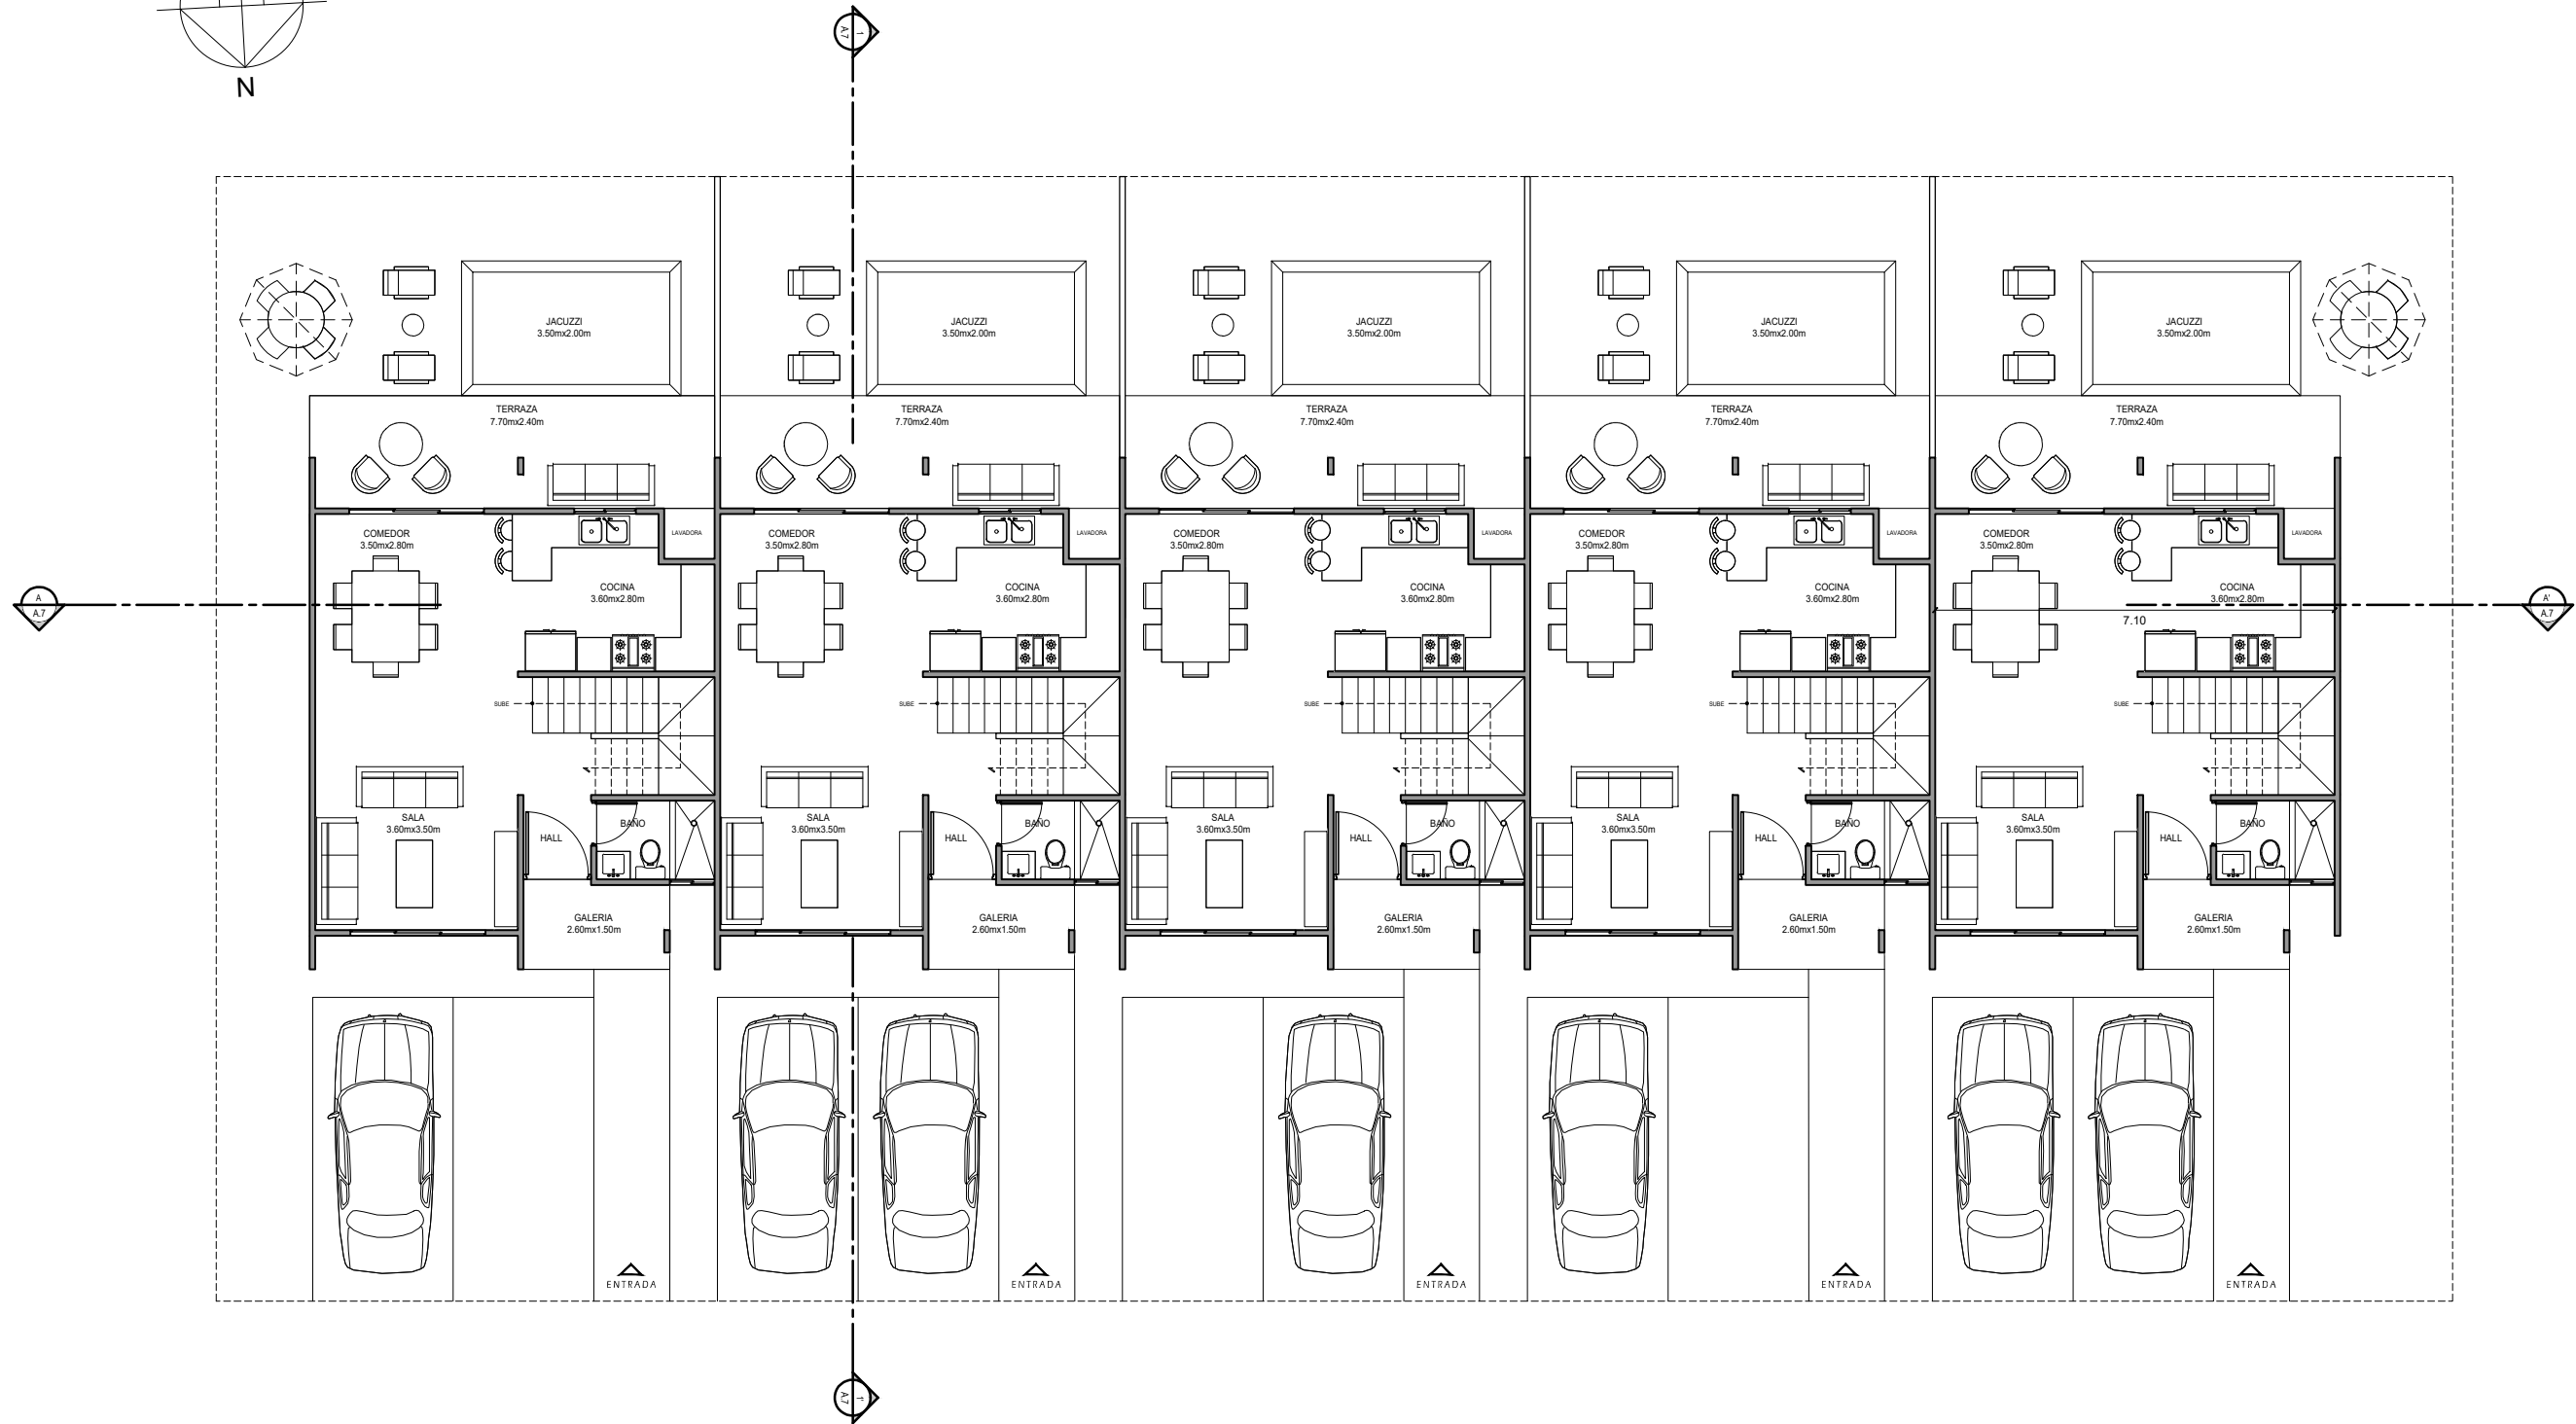 N
1
A.7
JACUZZI
3.50mx2.00m
JACUZZI
3.50mx2.00m
JACUZZI
3.50mx2.00m
JACUZZI
3.50mx2.00m
JACUZZI
3.50mx2.00m
TERRAZA
7.70mx2.40m
TERRAZA
7.70mx2.40m
TERRAZA
7.70mx2.40m
TERRAZA
7.70mx2.40m
TERRAZA
7.70mx2.40m
COMEDOR
3.50mx2.80m
LAVADORA
COMEDOR
3.50mx2.80m
LAVADORA
COMEDOR
3.50mx2.80m
LAVADORA
COMEDOR
3.50mx2.80m
LAVADORA
COMEDOR
3.50mx2.80m
LAVADORA
A
A.7
COCINA
3.60mx2.80m
COCINA
3.60mx2.80m
COCINA
3.60mx2.80m
COCINA
3.60mx2.80m
COCINA
3.60mx2.80m
A'
A.7
7.10
SUBE
SUBE
SUBE
SUBE
SUBE
SALA
3.60mx3.50m
HALL
BAÑO
SALA
3.60mx3.50m
HALL
BAÑO
SALA
3.60mx3.50m
HALL
BAÑO
SALA
3.60mx3.50m
HALL
BAÑO
SALA
3.60mx3.50m
HALL
BAÑO
GALERIA
2.60mx1.50m
GALERIA
2.60mx1.50m
GALERIA
2.60mx1.50m
GALERIA
2.60mx1.50m
GALERIA
2.60mx1.50m
ENTRADA
ENTRADA
ENTRADA
ENTRADA
ENTRADA
1'
A.7